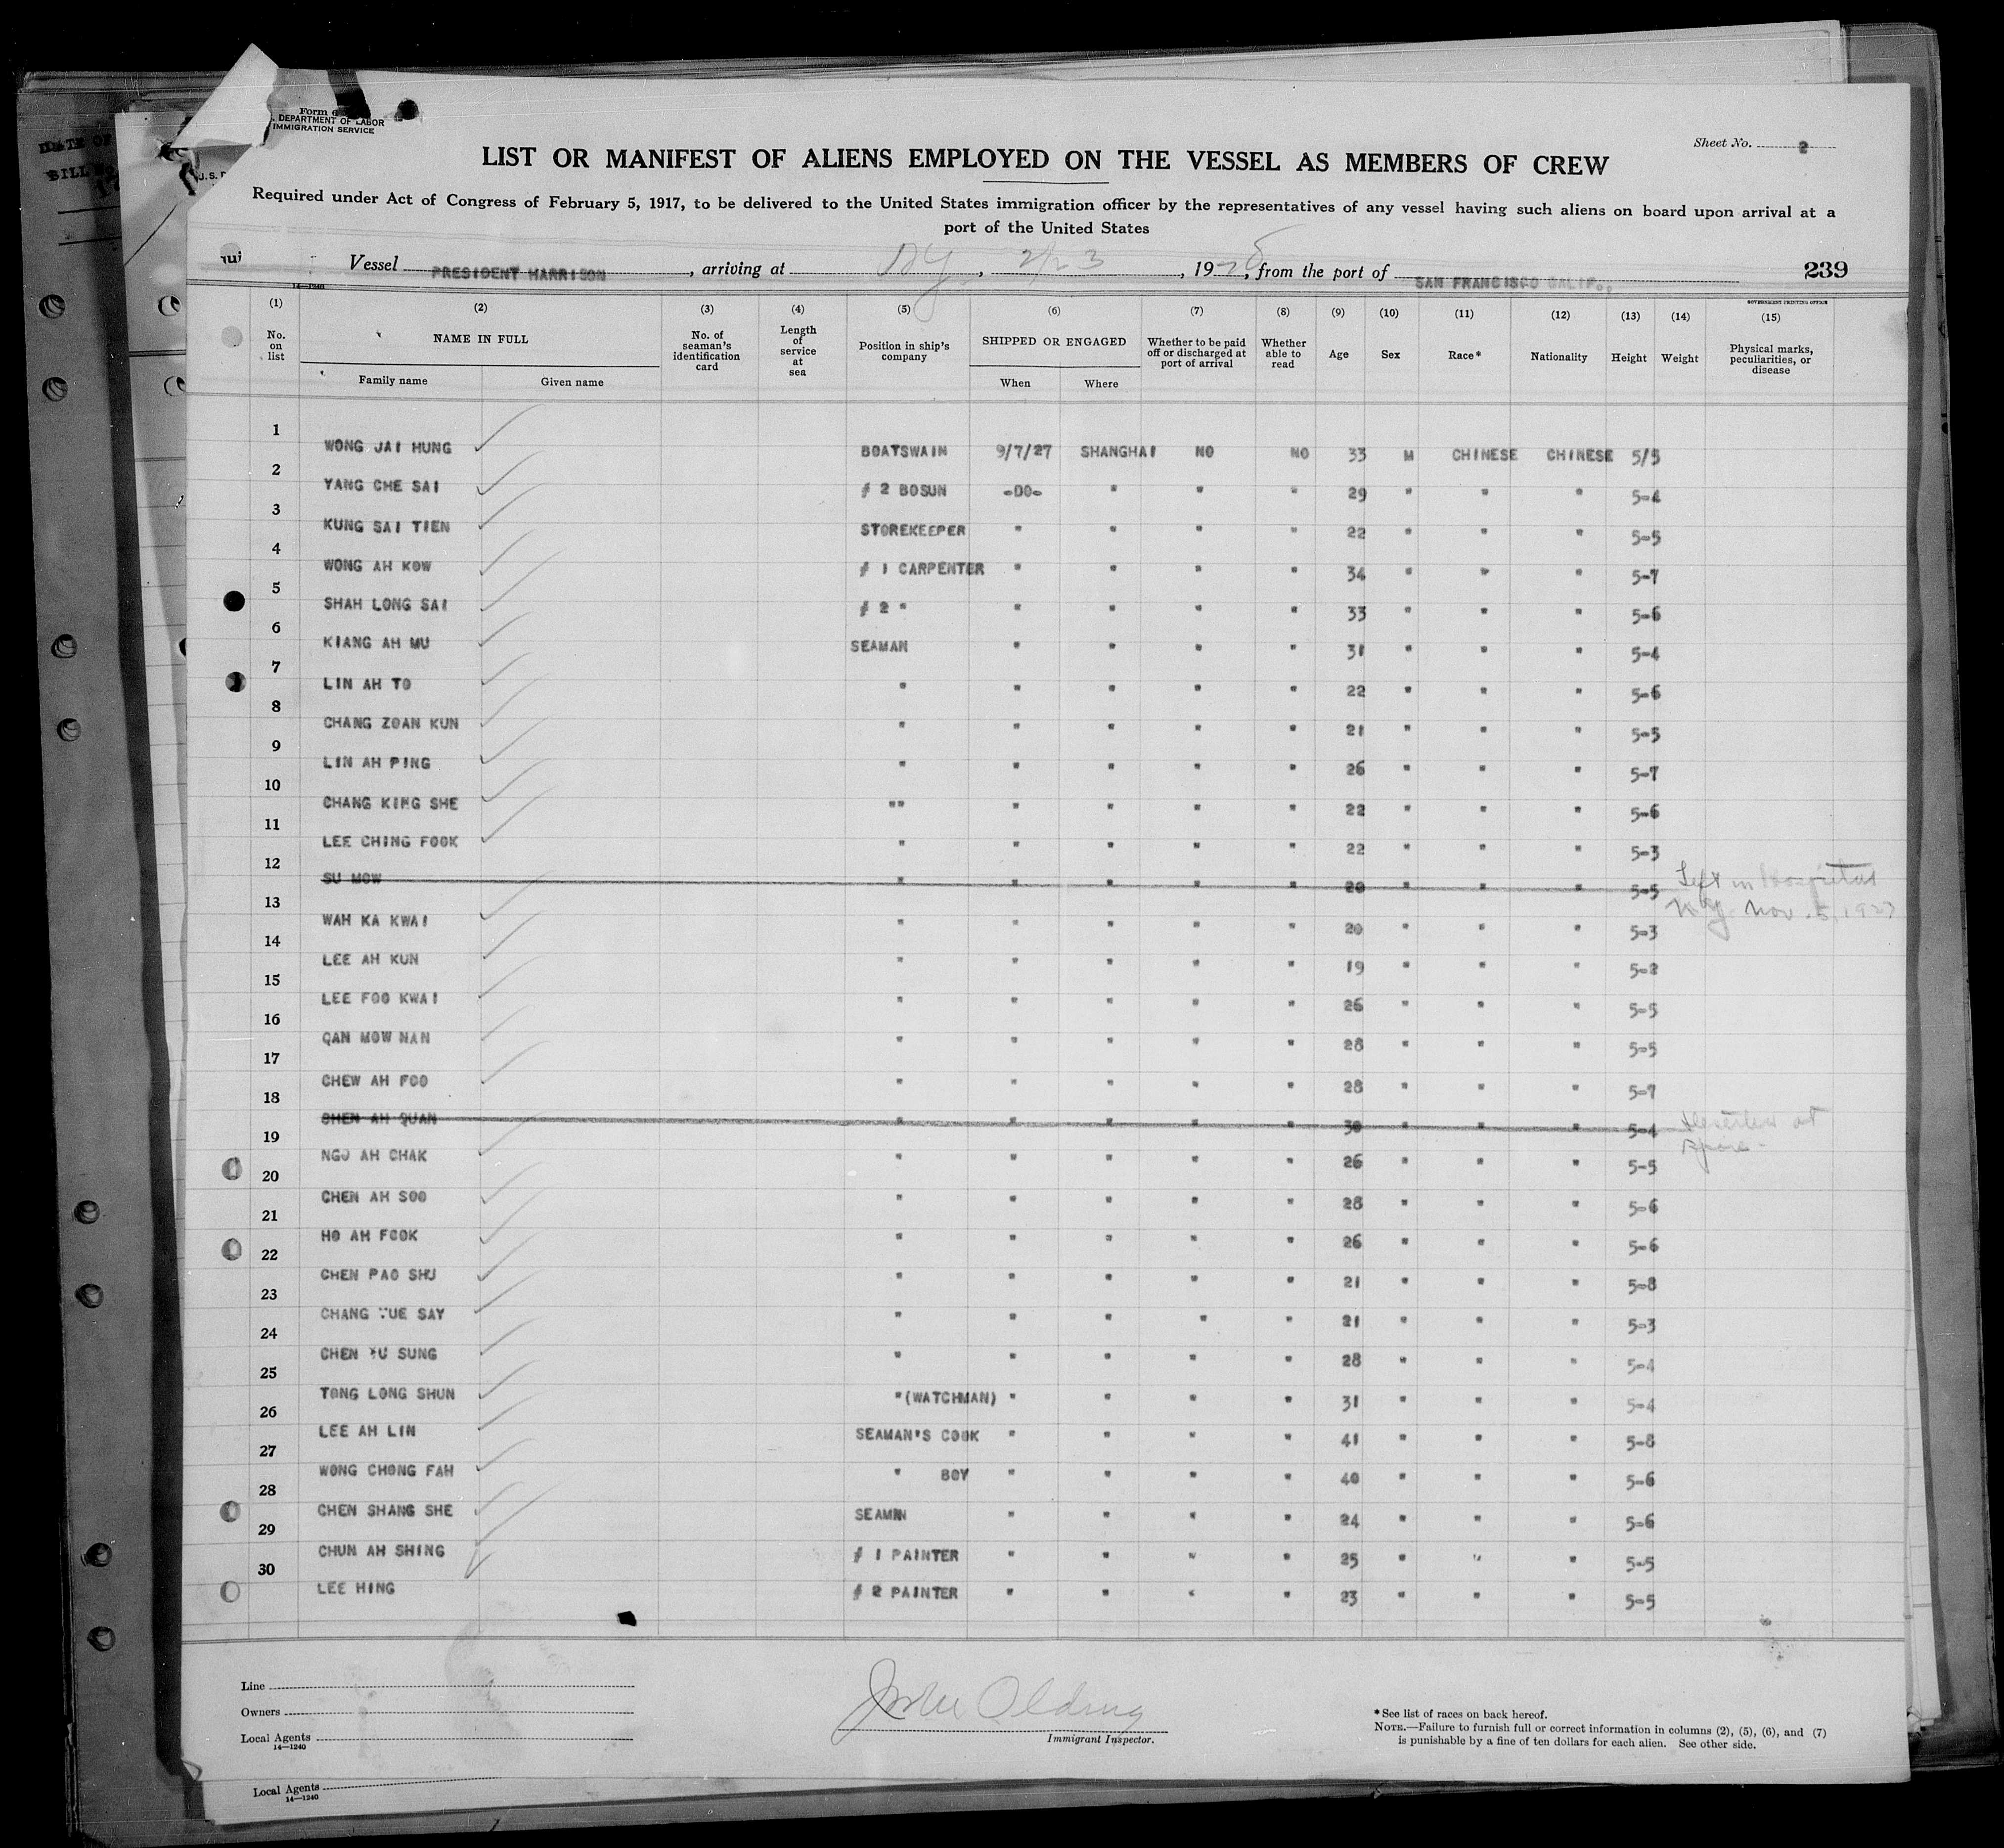 DATE OF
BILL NO
Form 6
DEPARTMENT OF LABOR
IMMIGRATION SERVICE
U.S. D
Sheet No. 2
LIST OR MANIFEST OF ALIENS EMPLOYED ON THE VESSEL AS MEMBERS OF CREW
Required under Act of Congress of February 5, 1917, to be delivered to the United States immigration officer by the representatives of any vessel having such aliens on board upon arrival at a
port of the United States
Vessel PRESIDENT HARRISON, arriving at NY, 2/23, 1928, from the port of SAN FRANCISCO CALIF., 239
14—1240
GOVERNMENT PRINTING OFFICE
(1) (2) (3) (4) (5) (6) (7) (8) (9) (10) (11) (12) (13) (14) (15)
No. on list NAME IN FULL No. of seaman's identification card Length of service at sea Position in ship's company SHIPPED OR ENGAGED Whether to be paid off or discharged at port of arrival Whether able to read Age Sex Race* Nationality Height Weight Physical marks, peculiarities, or disease
Family name Given name When Where
1 WONG JAI HUNG BOATSWAIN 9/7/27 SHANGHAI NO NO 33 M CHINESE CHINESE 5/5
2 YANG CHE SAI # 2 BOSUN -DO- " " " 29 " " " 5-4
3 KUNG SAI TIEN STOREKEEPER " " " " 22 " " " 5-5
4 WONG AH KOW # 1 CARPENTER " " " " 34 " " " 5-7
5 SHAH LONG SAI # 2 " " " " " 33 " " " 5-6
6 KIANG AH MU SEAMAN " " " " 31 " " " 5-4
7 LIN AH TO " " " " " 22 " " " 5-6
8 CHANG ZOAN KUN " " " " " 21 " " " 5-5
9 LIN AH PING " " " " " 26 " " " 5-7
10 CHANG KING SHE "" " " " " 22 " " " 5-6
11 LEE CHING FOOK " " " " " 22 " " " 5-3
12 SU MOW " " " " " 20 " " " 5-5 Left in Hospital
NY. Nov. 5, 1927
13 WAH KA KWAI " " " " " 20 " " " 5-3
14 LEE AH KUN " " " " " 19 " " " 5-2
15 LEE FOO KWAI " " " " " 26 " " " 5-5
16 QAN MOW NAN " " " " " 28 " " " 5-5
17 CHEW AH FOO " " " " " 28 " " " 5-7
18 SHEN AH QUAN " " " " " 30 " " " 5-4 deserted at
19 NGO AH CHAK " " " " " 26 " " " 5-5
20 CHEN AH SOO " " " " " 28 " " " 5-6
21 HO AH FOOK " " " " " 26 " " " 5-6
22 CHEN PAO SHU " " " " " 21 " " " 5-8
23 CHANG YUE SAY " " " " " 21 " " " 5-3
24 CHEN YU SUNG " " " " " 28 " " " 5-4
25 TONG LONG SHUN "(WATCHMAN) " " " " 31 " " " 5-4
26 LEE AH LIN SEAMAN'S COOK " " " " 41 " " " 5-8
27 WONG CHONG FAH " BOY " " " " 40 " " " 5-6
28 CHEN SHANG SHE SEAMN " " " " 24 " " " 5-6
29 CHUN AH SHING # 1 PAINTER " " " " 25 " " " 5-5
30 LEE HING # 2 PAINTER " " " " 23 " " " 5-5
Line
Owners
Local Agents
14—1240
Olding
Immigrant Inspector.
*See list of races on back hereof.
NOTE.—Failure to furnish full or correct information in columns (2), (5), (6), and (7)
is punishable by a fine of ten dollars for each alien. See other side.
Local Agents
14—1240